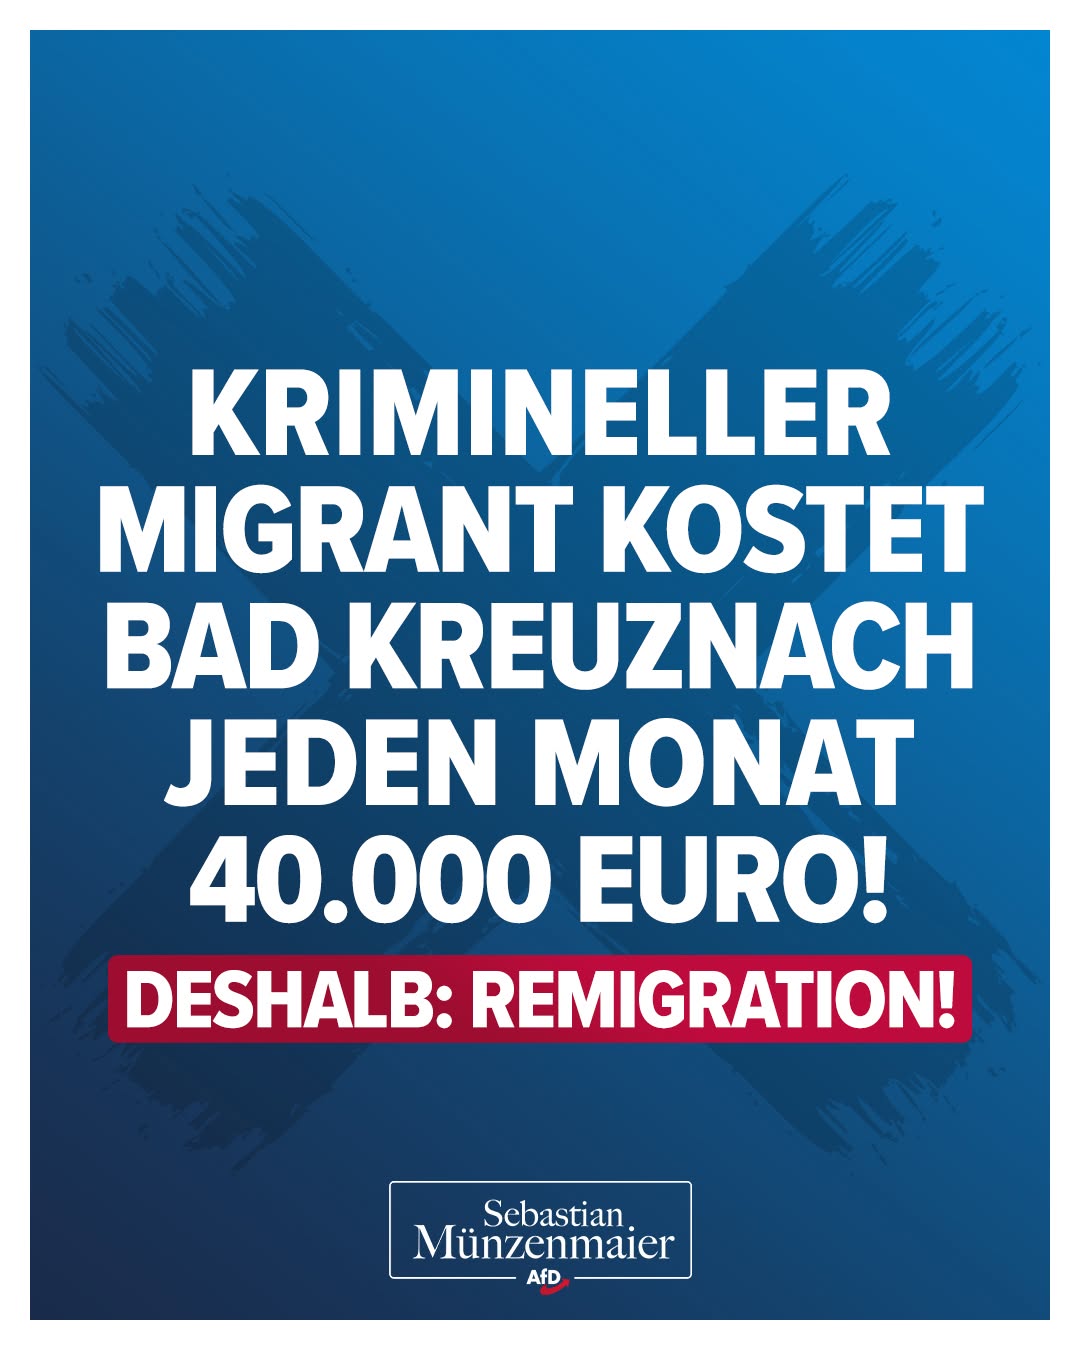 KRIMINELLER
MIGRANT KOSTET
BAD KREUZNACH
JEDEN MONAT
40.000 EURO!
DESHALB: REMIGRATION!
Sebastian
Münzenmaier
AfD